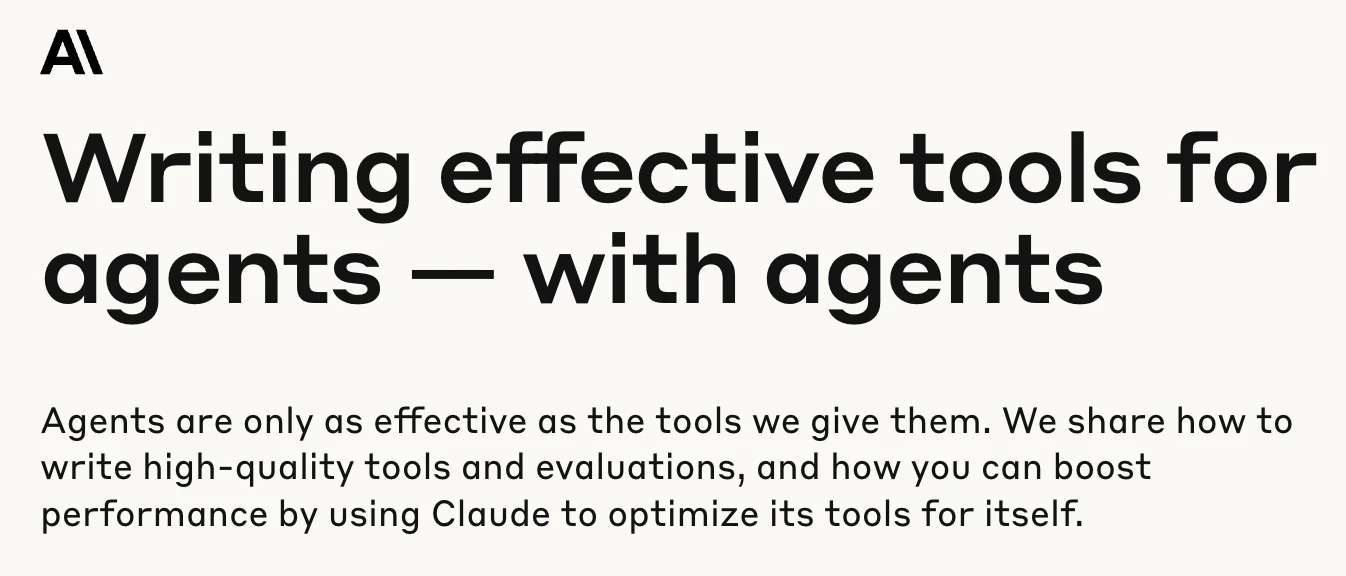 Writing effective tools for
agents — with agents
Agents are only as effective as the tools we give them. We share how to
write high-quality tools and evaluations, and how you can boost
performance by using Claude to optimize its tools for itself.